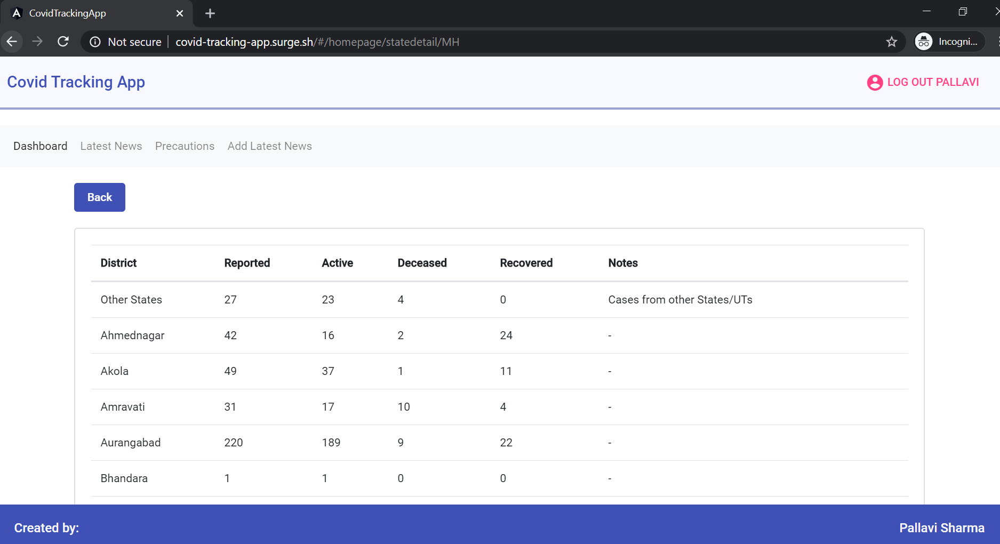 CovidTrackingApp
Not secure covid-tracking-app.surge.sh/#/homepage/statedetail/MH Incogni...
Covid Tracking App LOG OUT PALLAVI
Dashboard Latest News Precautions Add Latest News
Back
District Reported Active Deceased Recovered Notes
Other States 27 23 4 0 Cases from other States/UTs
Ahmednagar 42 16 2 24 -
Akola 49 37 1 11 -
Amravati 31 17 10 4 -
Aurangabad 220 189 9 22 -
Bhandara 1 1 0 0 -
Created by: Pallavi Sharma